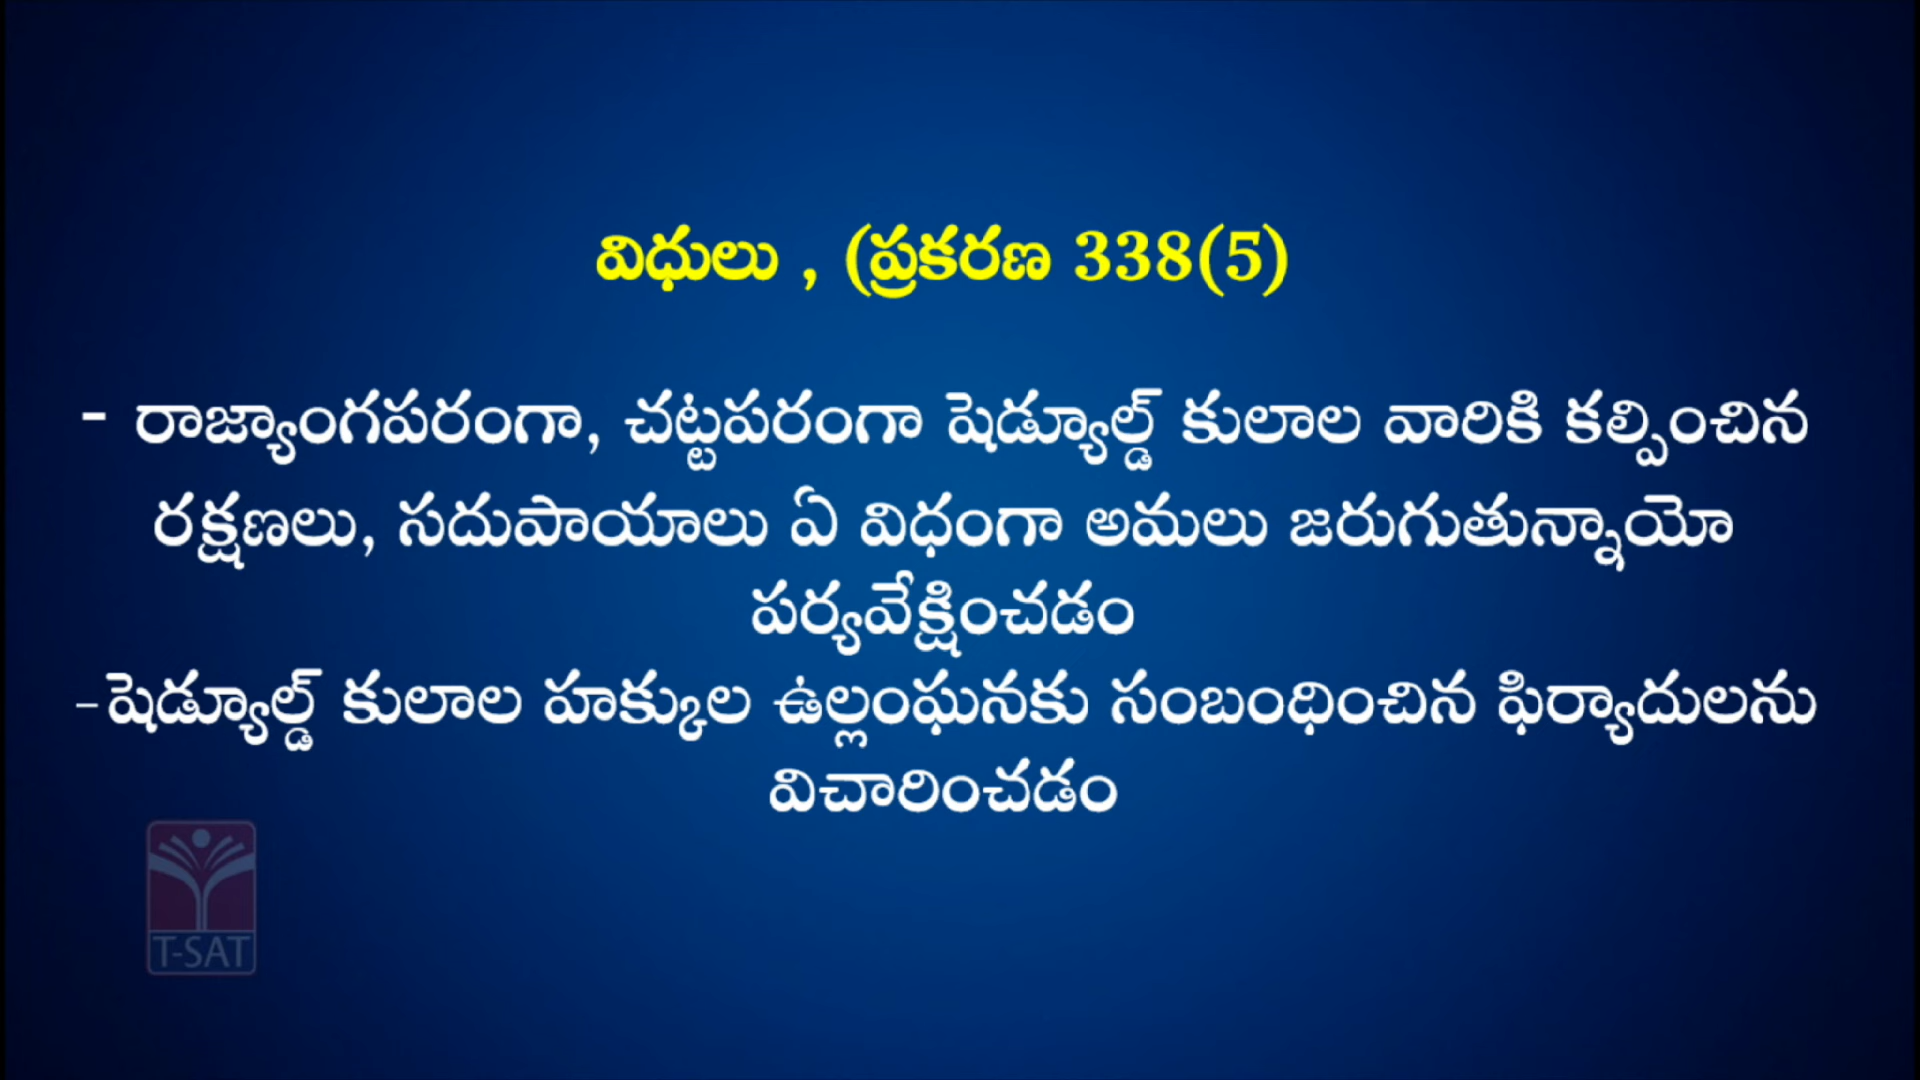 విధులు , (ప్రకరణ 338(5)
- రాజ్యాంగపరంగా, చట్టపరంగా షెడ్యూల్డ్ కులాల వారికి కల్పించిన
రక్షణలు, సదుపాయాలు ఏ విధంగా అమలు జరుగుతున్నాయో
పర్యవేక్షించడం
-షెడ్యూల్డ్ కులాల హక్కుల ఉల్లంఘనకు సంబంధించిన ఫిర్యాదులను
విచారించడం
T-SAT